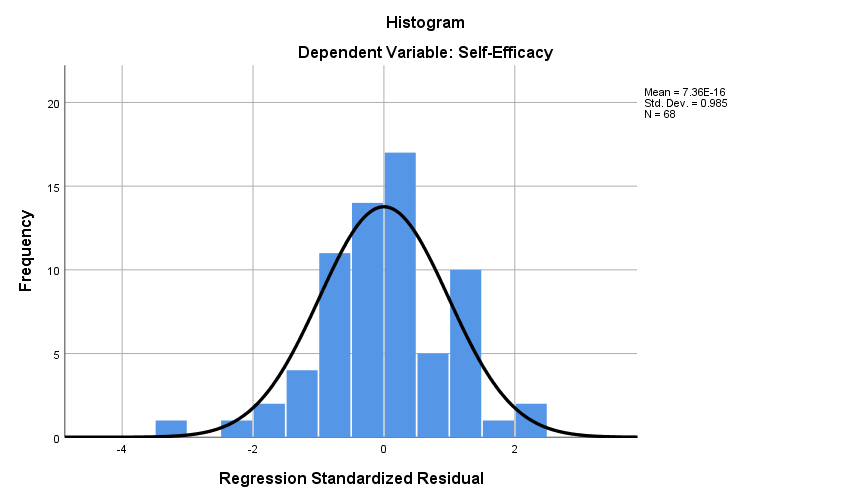 Histogram
Dependent Variable: Self-Efficacy
Mean = 7.36E-16
Std. Dev. = 0.985
N = 68
Frequency
20
15
10
5
0
-4
-2
0
2
Regression Standardized Residual